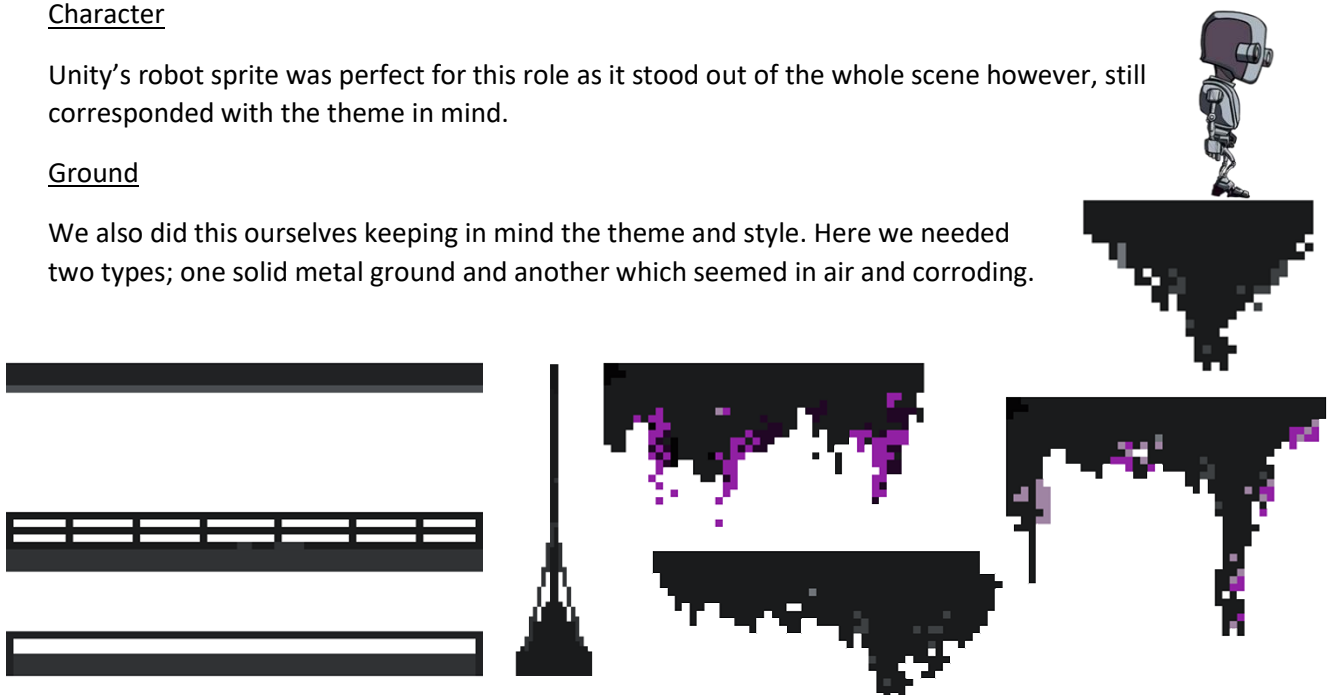 Character
Unity’s robot sprite was perfect for this role as it stood out of the whole scene however, still
corresponded with the theme in mind.
Ground
We also did this ourselves keeping in mind the theme and style. Here we needed
two types; one solid metal ground and another which seemed in air and corroding.